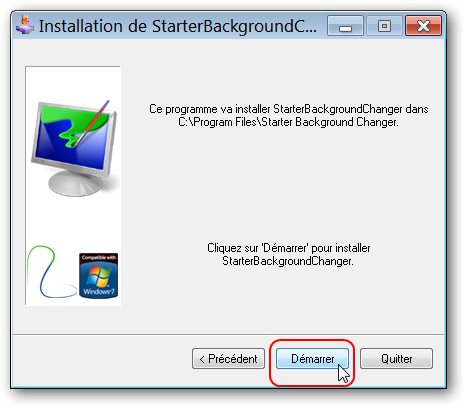 Installation de StarterBackgroundC...
Ce programme va installer StarterBackgroundChanger dans
C:\Program Files\Starter Background Changer.
Compatible with
Windows 7
Cliquez sur 'Démarrer' pour installer
StarterBackgroundChanger.
< Précédent
Démarrer
Quitter